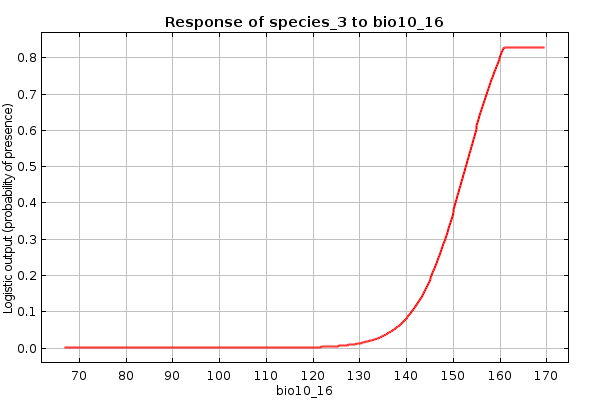 Response of species_3 to bio10_16
Logistic output (probability of presence)
0.8
0.7
0.6
0.5
0.4
0.3
0.2
0.1
0.0
70 80 90 100 110 120 130 140 150 160 170
bio10_16